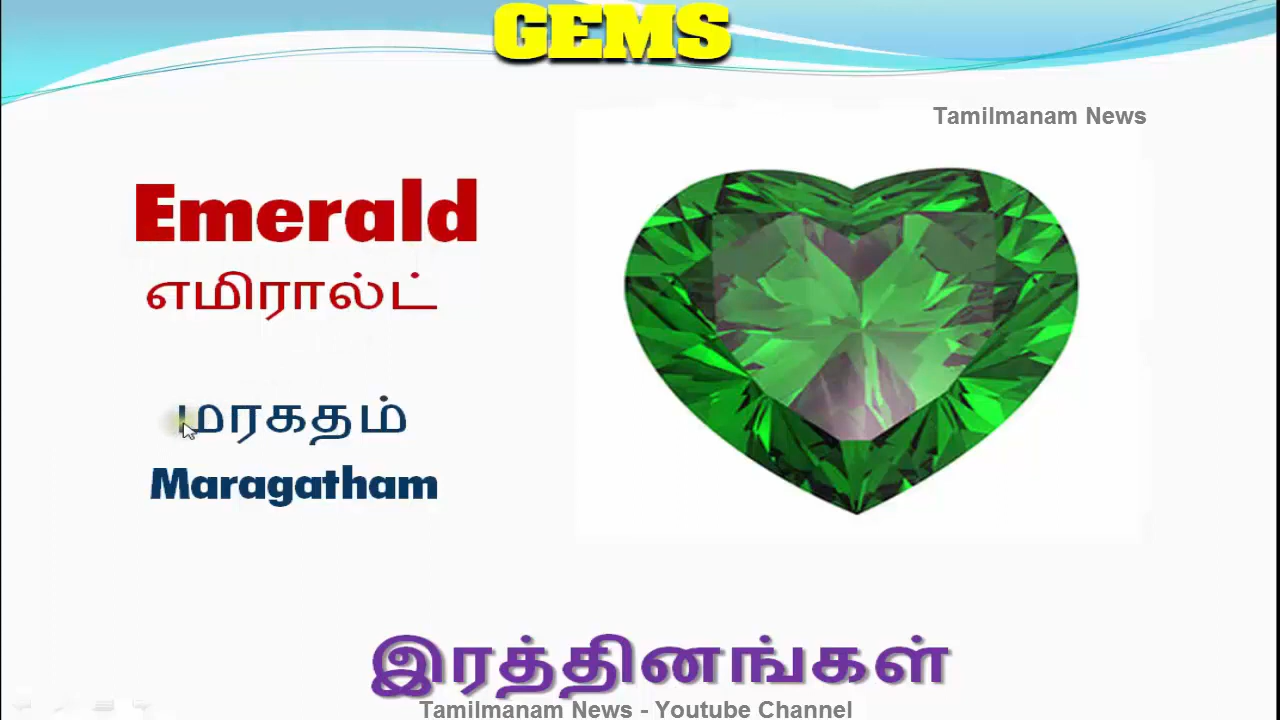 GEMS
Tamilmanam News
Emerald
எமிரால்ட்
மரகதம்
Maragatham
இரத்தினங்கள்
Tamilmanam News - Youtube Channel